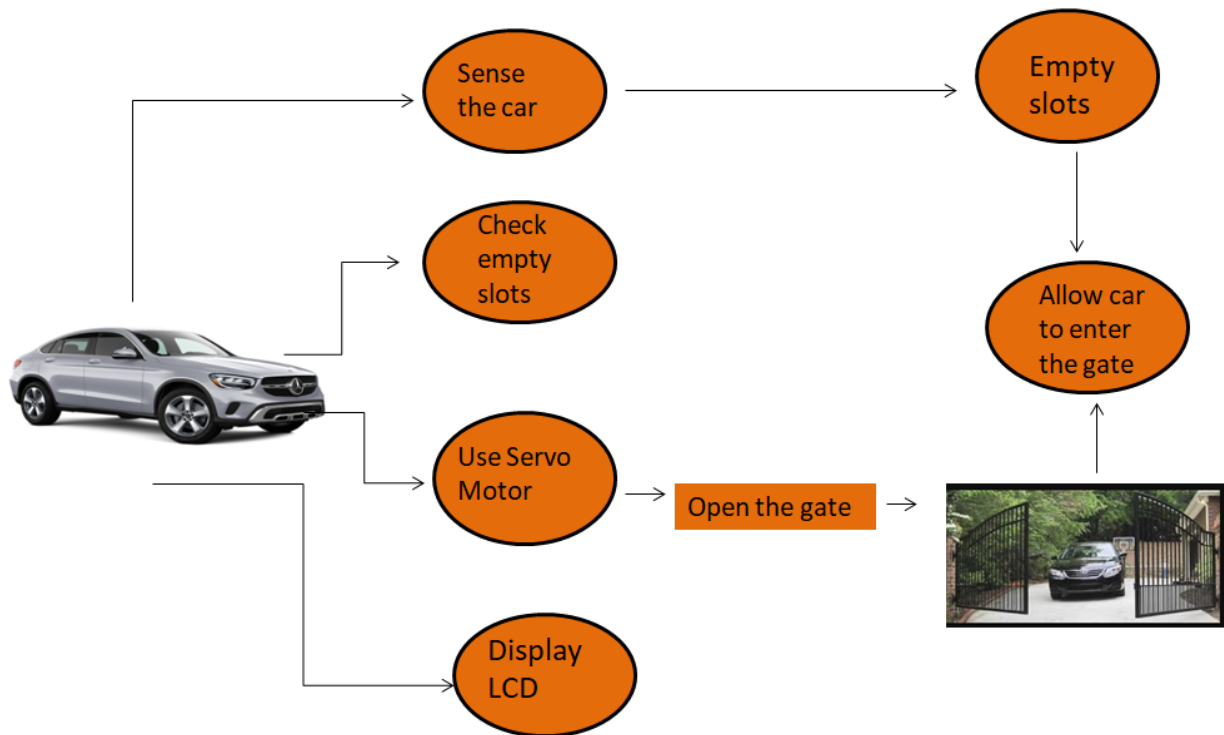 Sense
the car
Empty
slots
Check
empty
slots
Allow car
to enter
the gate
Use Servo
Motor
Open the gate
Display
LCD